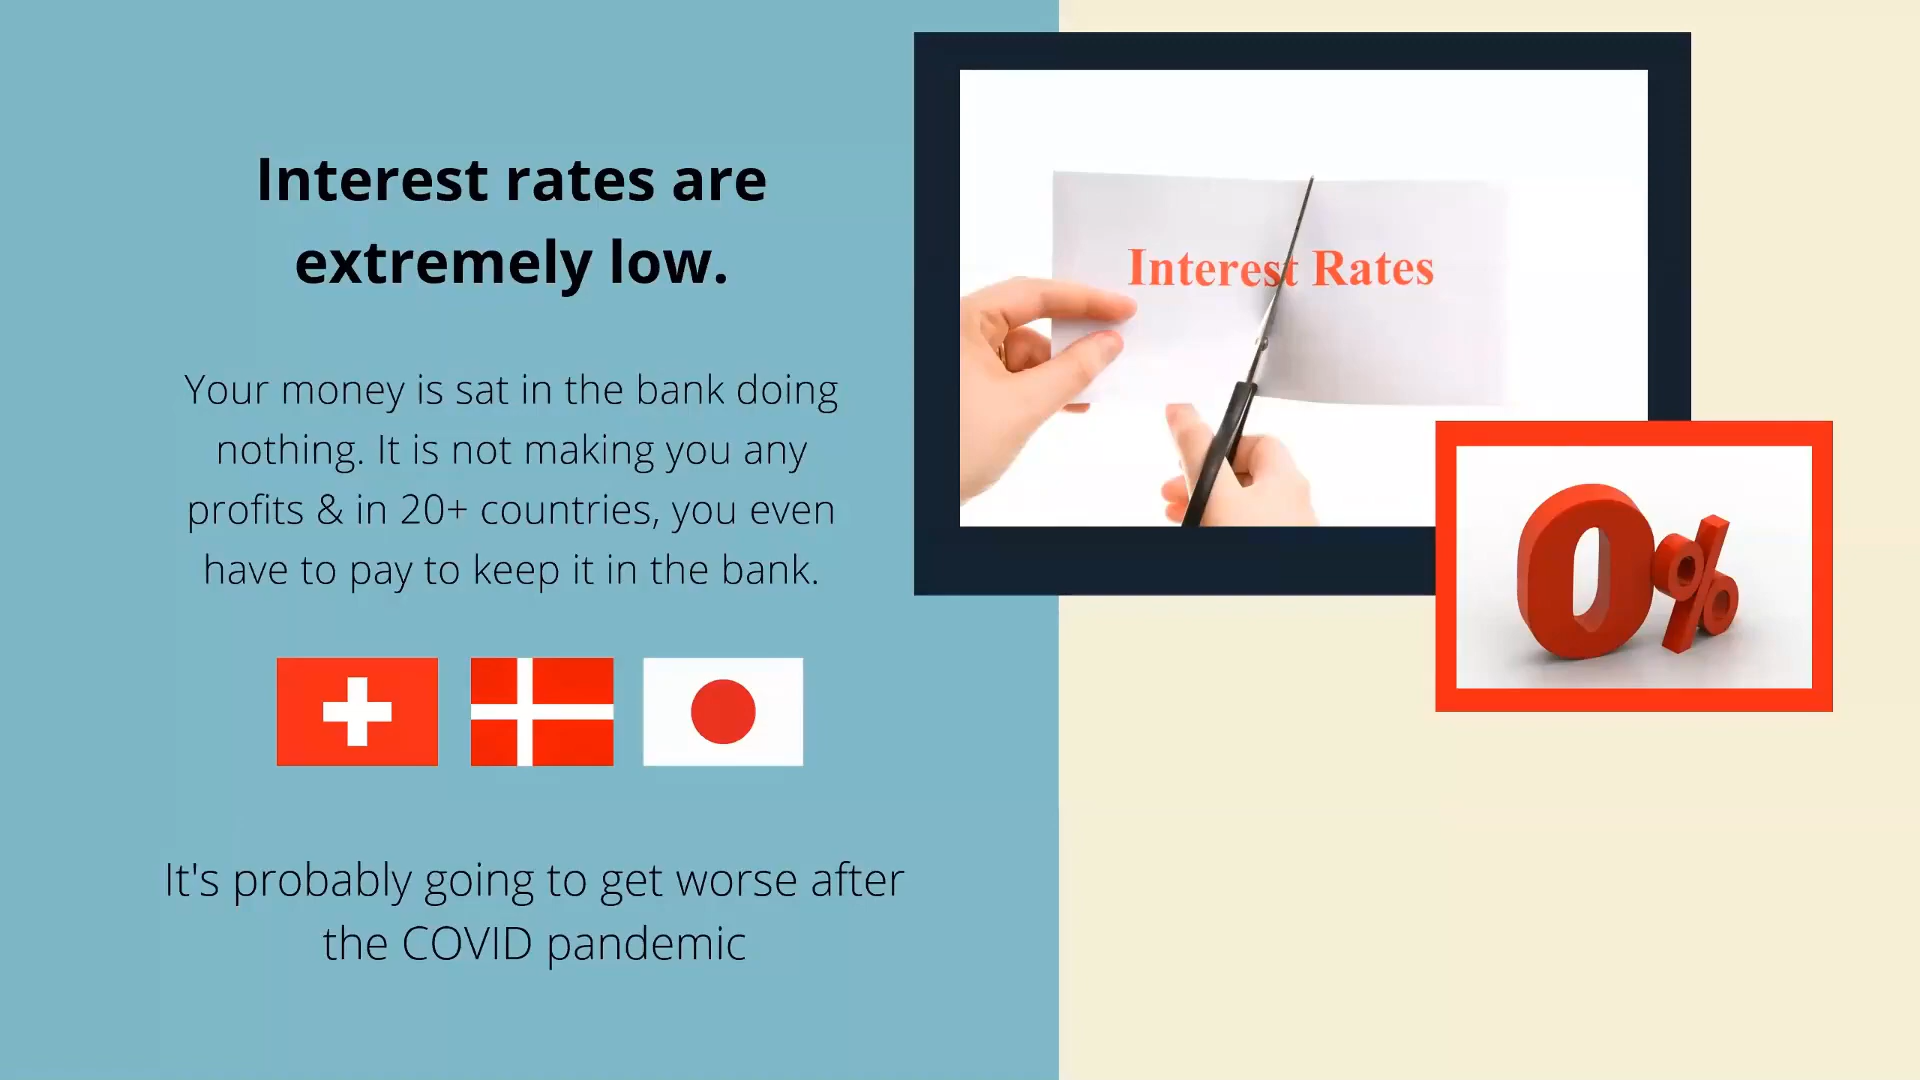 Interest rates are
extremely low.
Your money is sat in the bank doing
nothing. It is not making you any
profits & in 20+ countries, you even
have to pay to keep it in the bank.
It's probably going to get worse after
the COVID pandemic
Interest Rates
0%